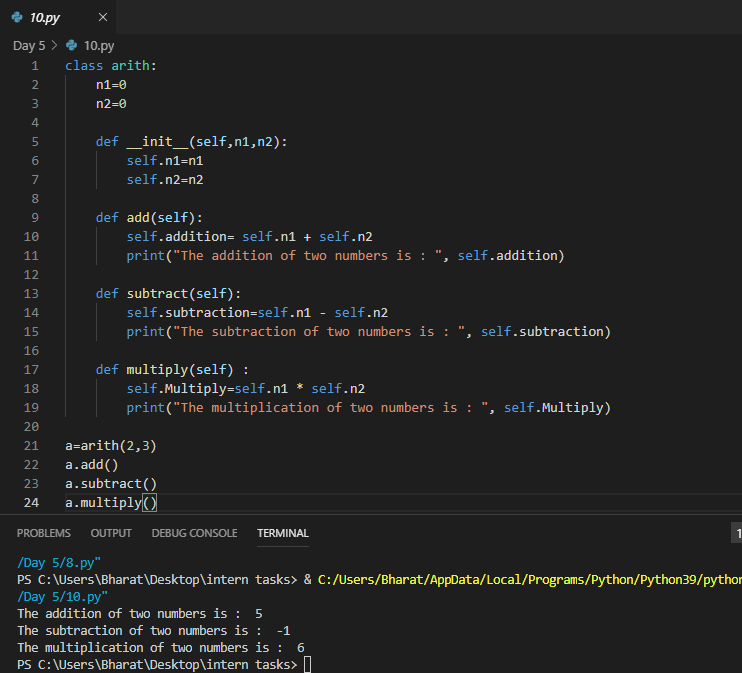 10.py
Day 5 > 10.py
1 class arith:
2     n1=0
3     n2=0
4
5     def __init__(self,n1,n2):
6         self.n1=n1
7         self.n2=n2
8
9     def add(self):
10         self.addition= self.n1 + self.n2
11         print("The addition of two numbers is : ", self.addition)
12
13     def subtract(self):
14         self.subtraction=self.n1 - self.n2
15         print("The subtraction of two numbers is : ", self.subtraction)
16
17     def multiply(self) :
18         self.Multiply=self.n1 * self.n2
19         print("The multiplication of two numbers is : ", self.Multiply)
20
21 a=arith(2,3)
22 a.add()
23 a.subtract()
24 a.multiply()
PROBLEMS OUTPUT DEBUG CONSOLE TERMINAL 1
/Day 5/8.py"
PS C:\Users\Bharat\Desktop\intern tasks> & C:/Users/Bharat/AppData/Local/Programs/Python/Python39/python
/Day 5/10.py"
The addition of two numbers is :  5
The subtraction of two numbers is :  -1
The multiplication of two numbers is :  6
PS C:\Users\Bharat\Desktop\intern tasks>